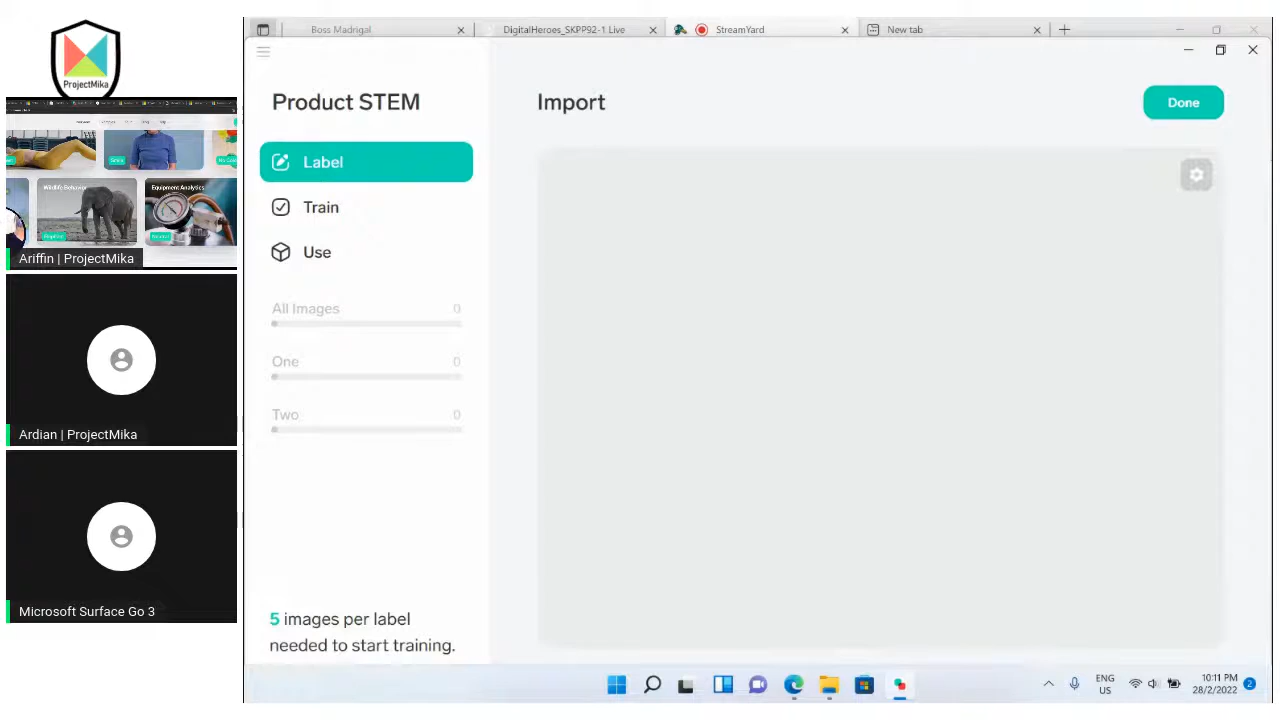 ProjectMika
Wildlife Behavior
Equipment Analytics
Ariffin | ProjectMika
Ardian | ProjectMika
Microsoft Surface Go 3
Boss Madrigal
DigitalHeroes_SKPP92-1 Live
StreamYard
New tab
Product STEM
Label
Train
Use
All Images 0
One 0
Two 0
5 images per label
needed to start training.
Import
Done
ENG
US
10:11 PM
28/2/2022
2